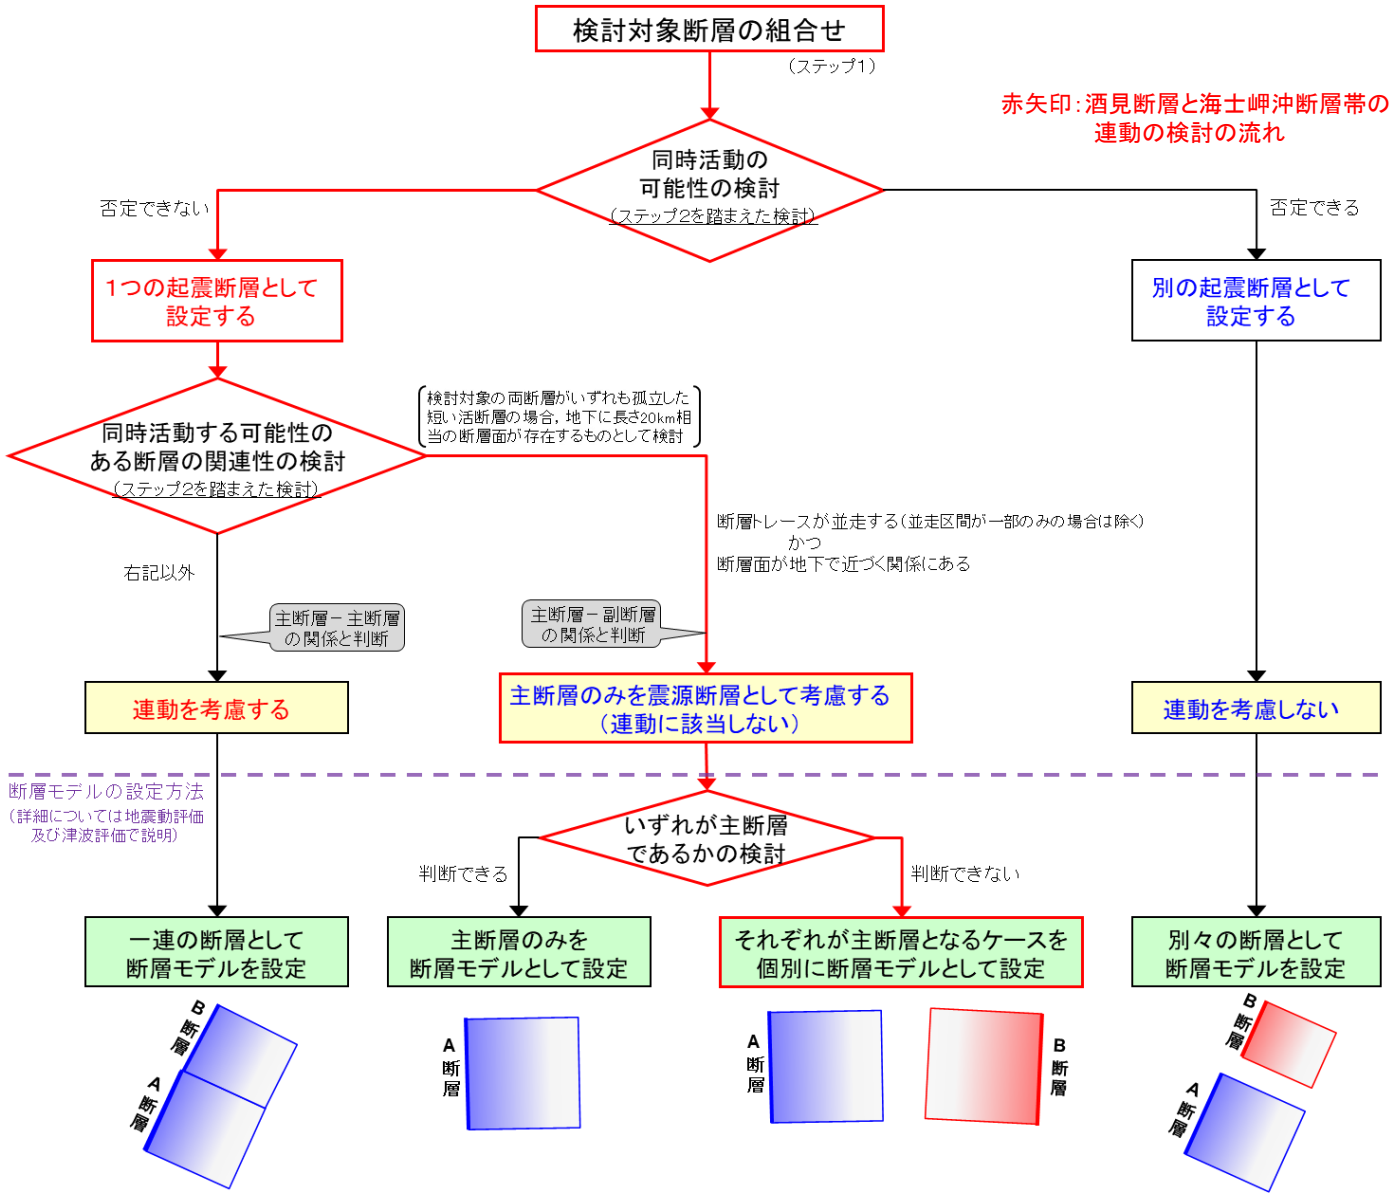 検討対象断層の組合せ
（ステップ１）
赤矢印：酒見断層と海士岬沖断層帯の
連動の検討の流れ
同時活動の
可能性の検討
（ステップ２を踏まえた検討）
否定できない
否定できる
１つの起震断層として
設定する
別の起震断層として
設定する
検討対象の両断層がいずれも孤立した
短い活断層の場合，地下に長さ20km相
当の断層面が存在するものとして検討
同時活動する可能性の
ある断層の関連性の検討
（ステップ２を踏まえた検討）
断層トレースが並走する（並走区間が一部のみの場合は除く）
かつ
断層面が地下で近づく関係にある
右記以外
主断層－主断層
の関係と判断
主断層－副断層
の関係と判断
連動を考慮する
主断層のみを震源断層として考慮する
（連動に該当しない）
連動を考慮しない
断層モデルの設定方法
（詳細については地震動評価
及び津波評価で説明）
いずれが主断層
であるかの検討
判断できる
判断できない
一連の断層として
断層モデルを設定
主断層のみを
断層モデルとして設定
それぞれが主断層となるケースを
個別に断層モデルとして設定
別々の断層として
断層モデルを設定
B断層
A断層
A断層
A断層
B断層
B断層
A断層